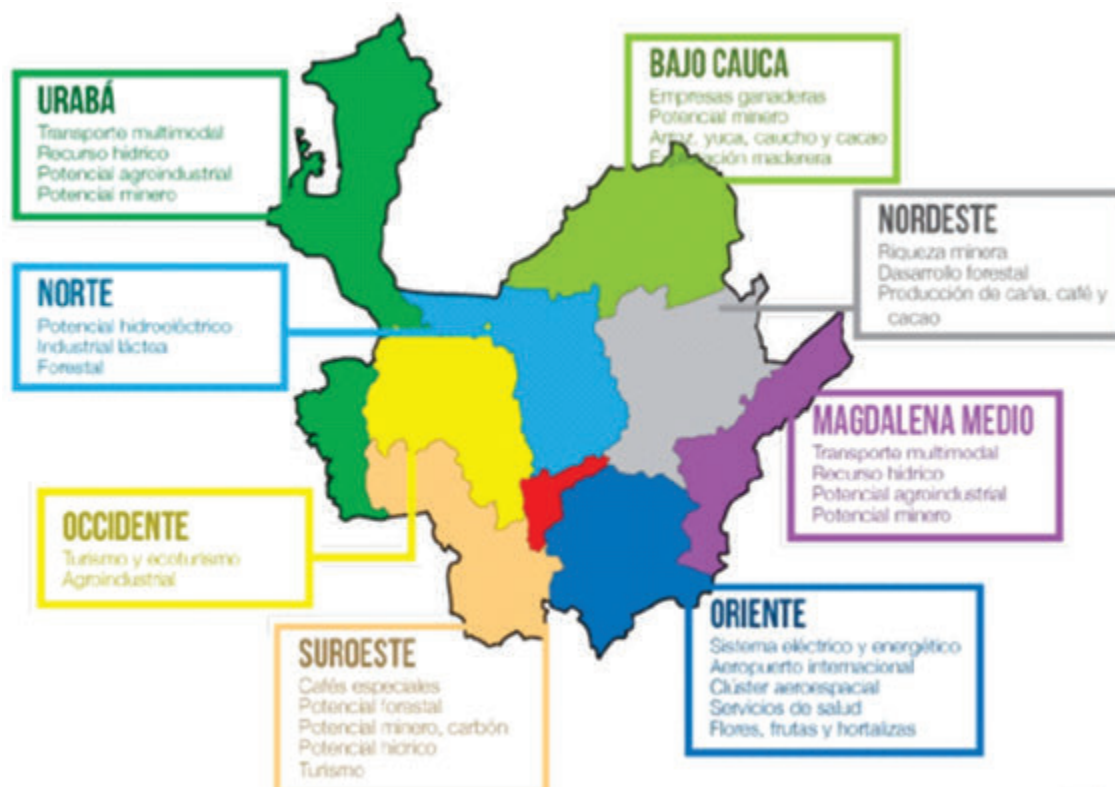 URABÁ
Transporte multimodal
Recurso hídrico
Potencial agroindustrial
Potencial minero
BAJO CAUCA
Empresas ganaderas
Potencial minero
Arroz, yuca, caucho y cacao
maderera
NORDESTE
Riqueza minera
Dasarrollo forestal
Producción de caña, café y
cacao
NORTE
Potencial hidroeléctrico
Industrial láctea
Forestal
MAGDALENA MEDIO
Transporte multimodal
Recurso hídrico
Potencial agroindustrial
Potencial minero
OCCIDENTE
Turismo y ecoturismo
Agroindustrial
SUROESTE
Cafés especiales
Potencial forestal
Potencial minero, carbón
Potencial hídrico
Turismo
ORIENTE
Sistema eléctrico y energético
Aeropuerto internacional
Clúster aeroespacial
Servicios de salud
Flores, frutas y hortalizas